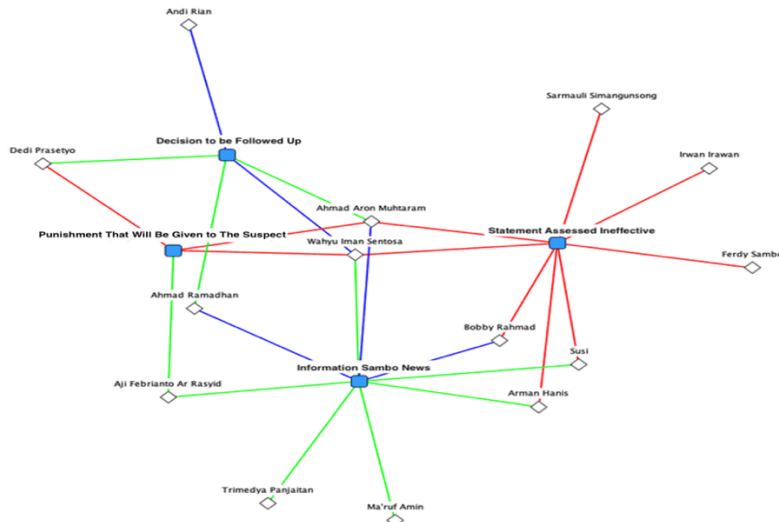 Andi Rian
Sarmauli Simangunsong
Decision to be Followed Up
Dedi Prasetyo
Irwan Irawan
Ahmad Aron Muhtaram
Punishment That Will Be Given to The Suspect
Wahyu Iman Sentosa
Statement Assessed Ineffective
Ferdy Sambo
Ahmad Ramadhan
Bobby Rahmad
Susi
Information Sambo News
Aji Febrianto Ar Rasyid
Arman Hanis
Trimedya Panjaitan
Ma'ruf Amin